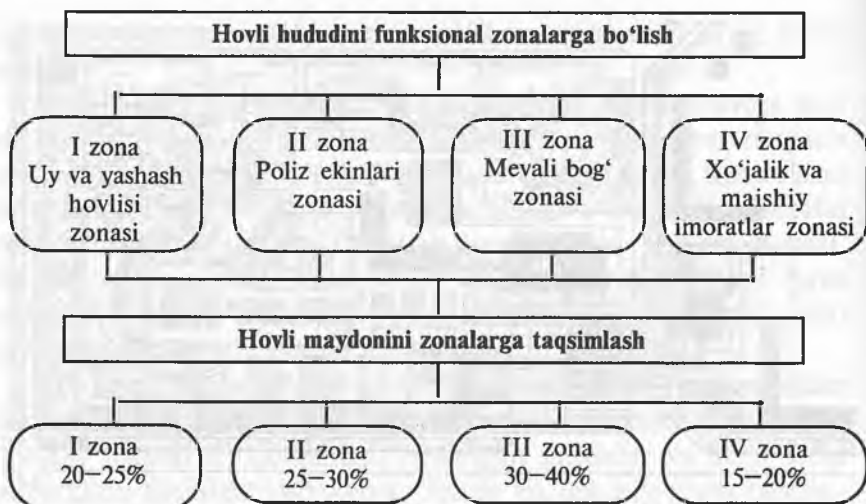 Hovli hududini funksional zonalarga bo‘lish
I zona
Uy va yashash
hovlisi
zonasi
II zona
Poliz ekinlari
zonasi
III zona
Mevali bog‘
zonasi
IV zona
Xo‘jalik va
maishiy
imoratlar zonasi
Hovli maydonini zonalarga taqsimlash
I zona
20—25%
II zona
25—30%
III zona
30—40%
IV zona
15—20%